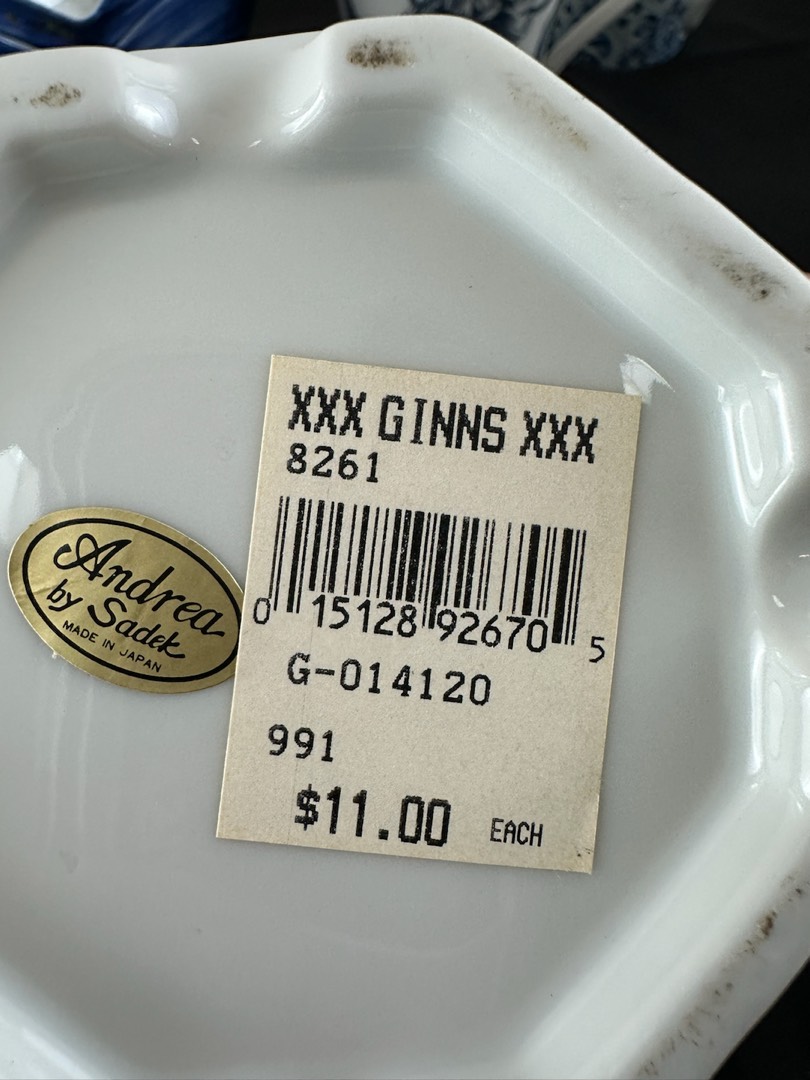 XXX GINNS XXX
8261
0 15128 92670 5
G-014120
991
$11.00 EACH
Andrea
by Sadek
MADE IN JAPAN